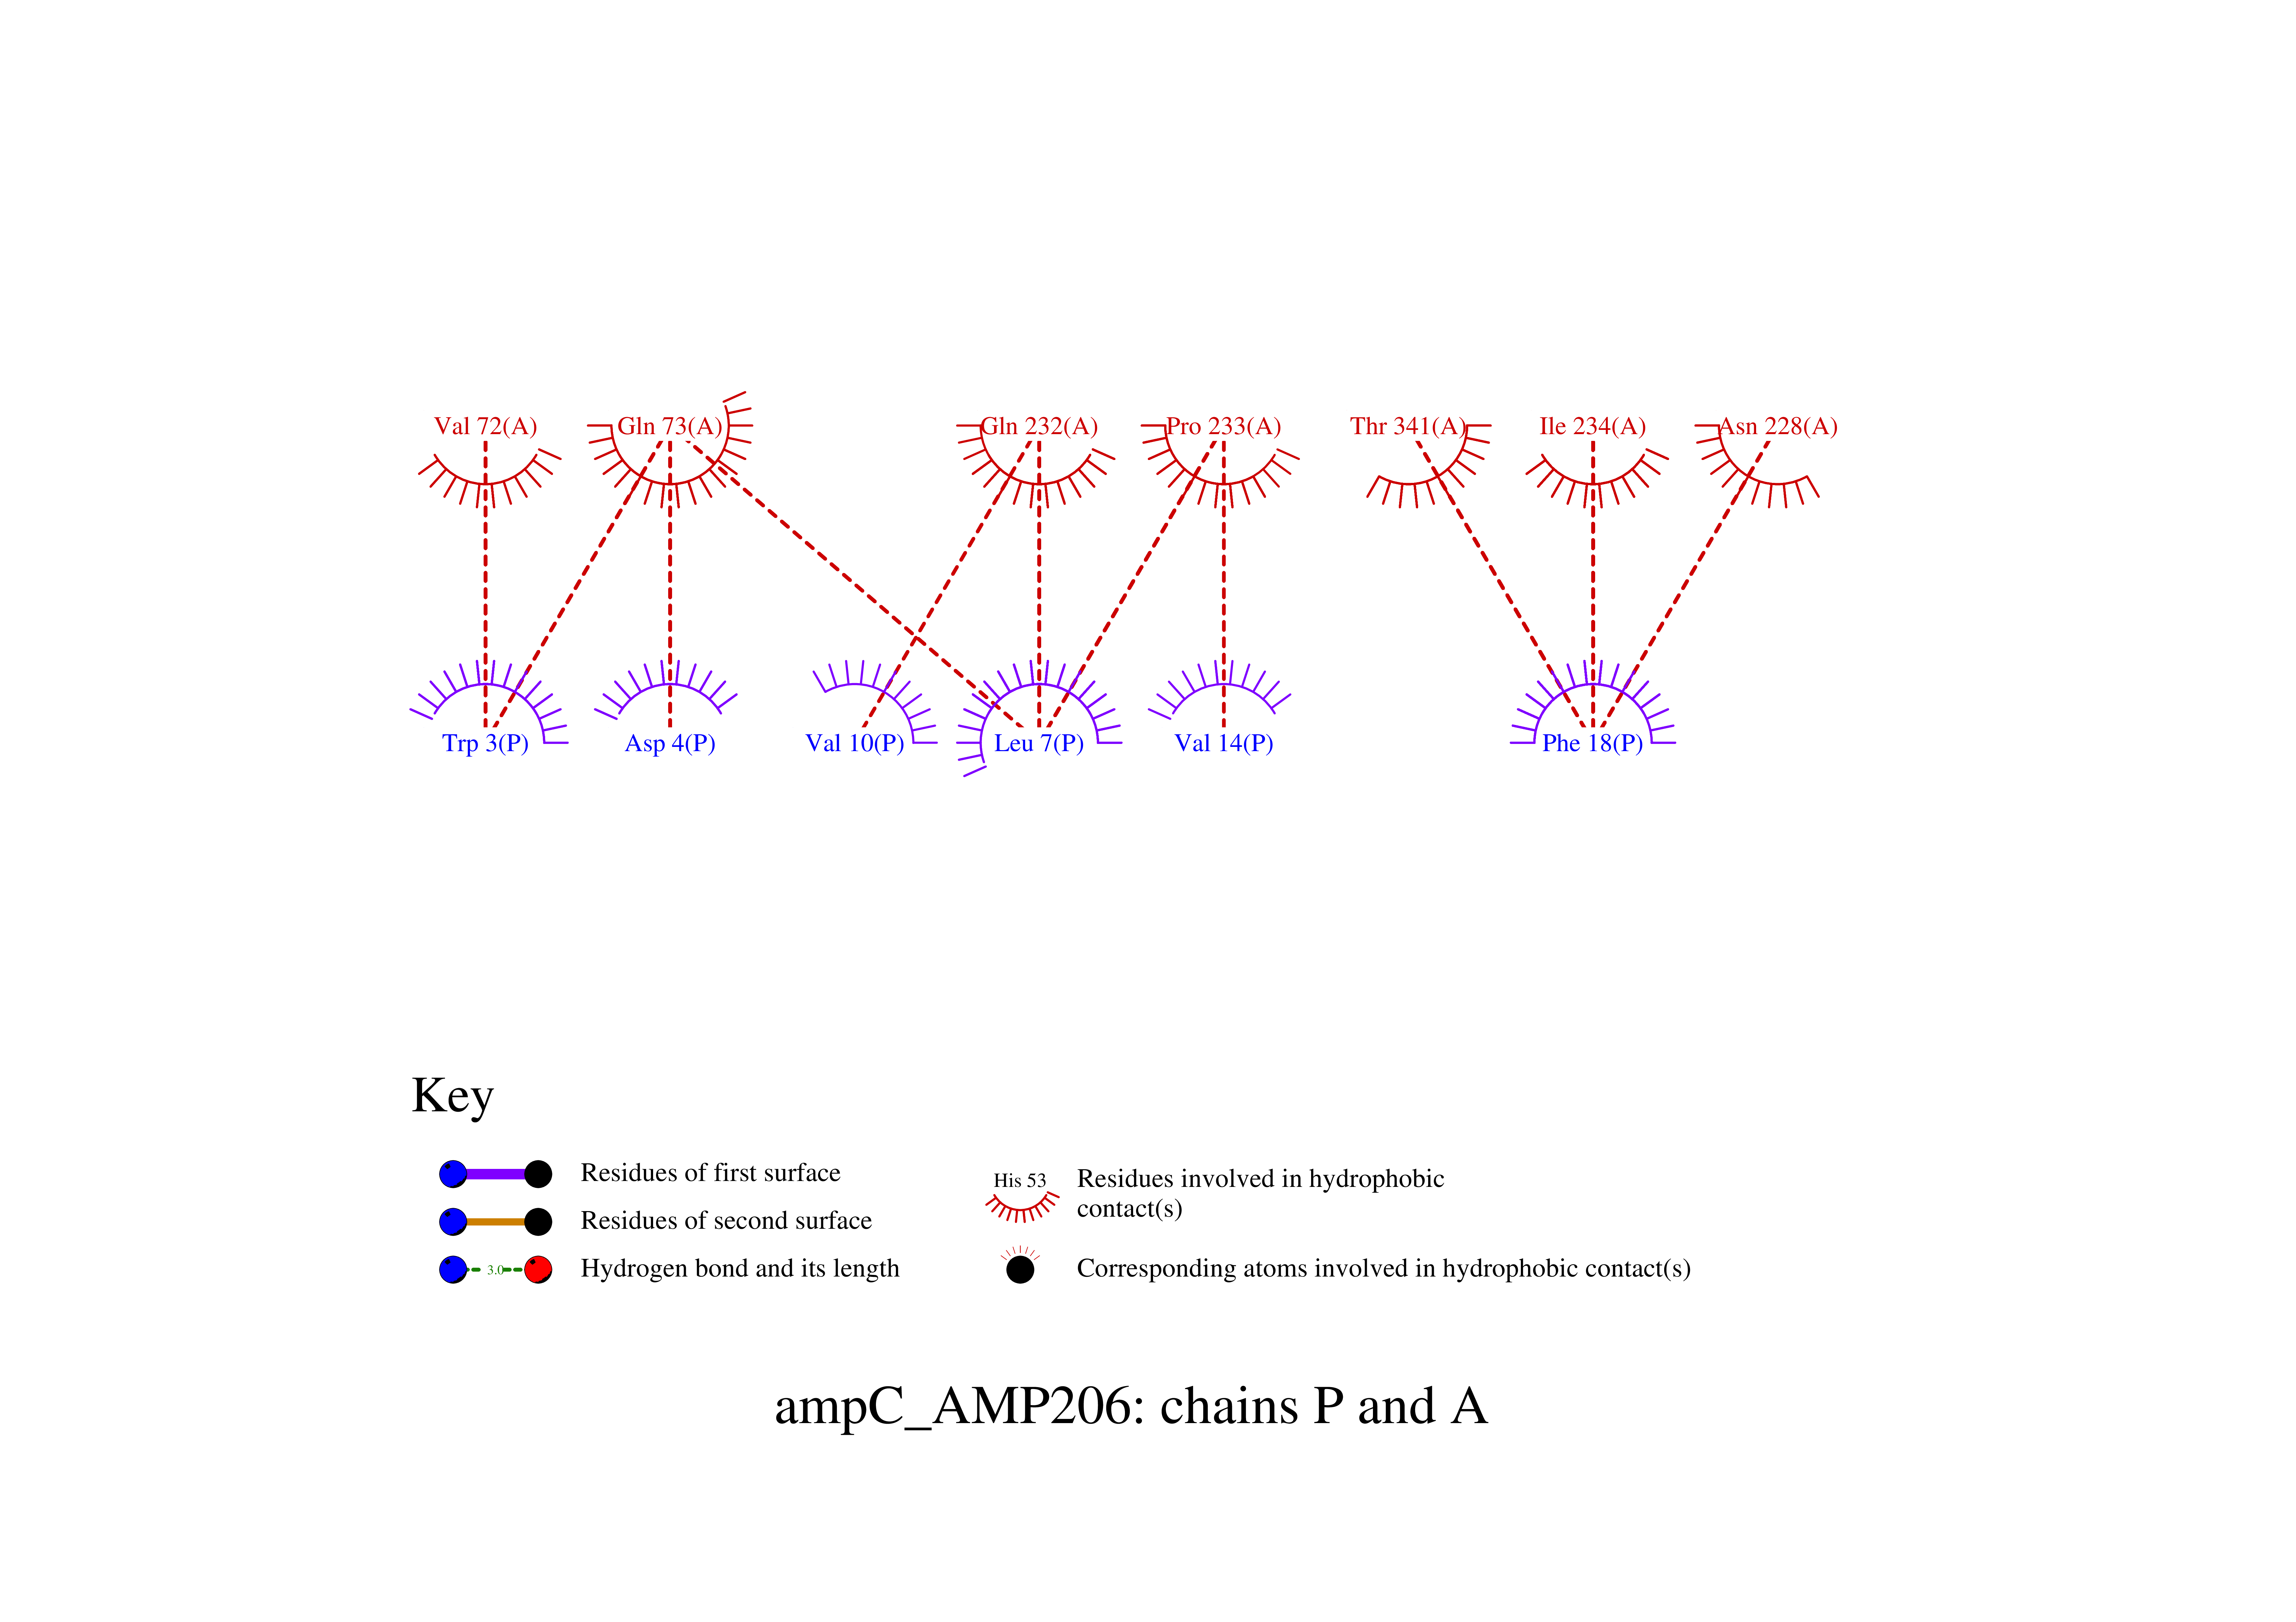 Val 72(A) Gln 73(A) Gln 232(A) Pro 233(A) Thr 341(A) Ile 234(A) Asn 228(A)
Trp 3(P) Asp 4(P) Val 10(P) Leu 7(P) Val 14(P) Phe 18(P)
Key
Residues of first surface
Residues of second surface
3.0 Hydrogen bond and its length
His 53 Residues involved in hydrophobic
contact(s)
Corresponding atoms involved in hydrophobic contact(s)
ampC_AMP206: chains P and A